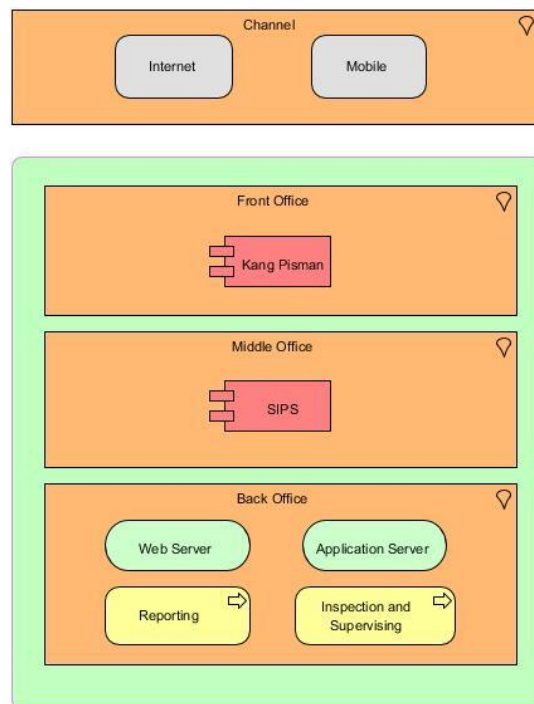 Channel
Internet
Mobile
Front Office
Kang Pisman
Middle Office
SIPS
Back Office
Web Server
Application Server
Reporting
Inspection and
Supervising